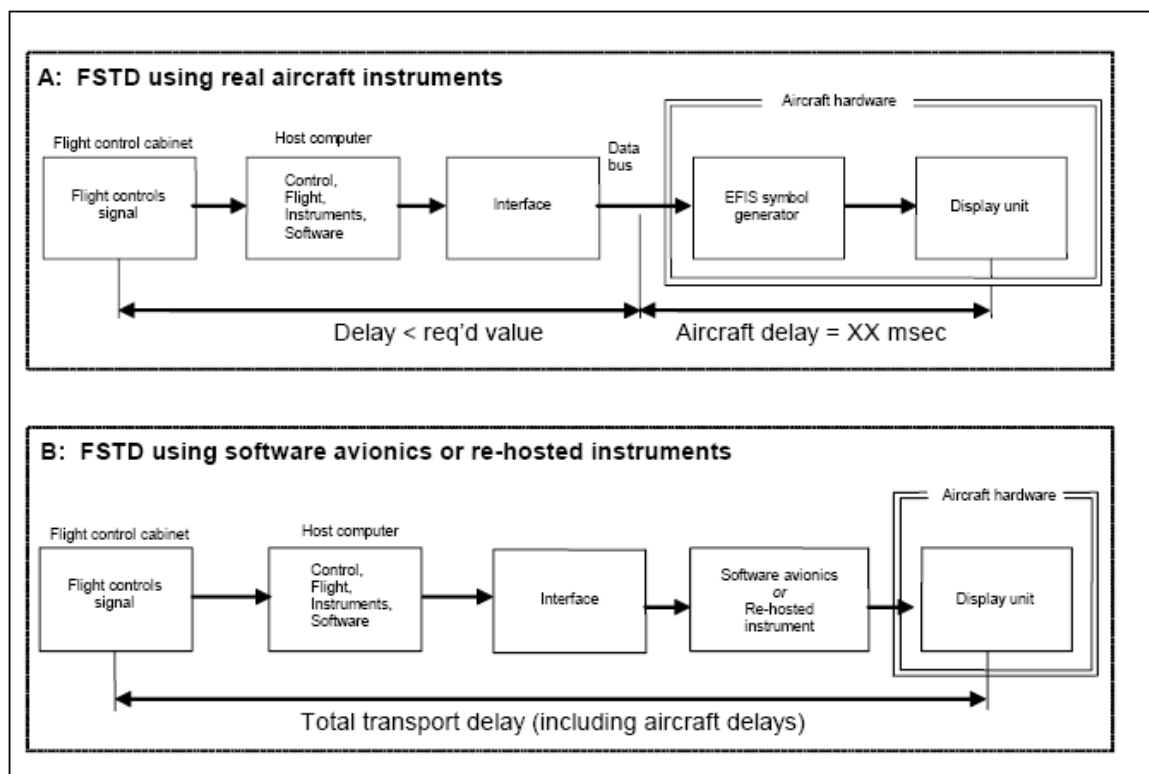 A: FSTD using real aircraft instruments
Aircraft hardware
Flight control cabinet
Host computer
Data
bus
Flight controls
signal
Control,
Flight,
Instruments,
Software
Interface
EFIS symbol
generator
Display unit
Delay < req'd value
Aircraft delay = XX msec
B: FSTD using software avionics or re-hosted instruments
Aircraft hardware
Flight control cabinet
Host computer
Flight controls
signal
Control,
Flight,
Instruments,
Software
Interface
Software avionics
or
Re-hosted
instrument
Display unit
Total transport delay (including aircraft delays)